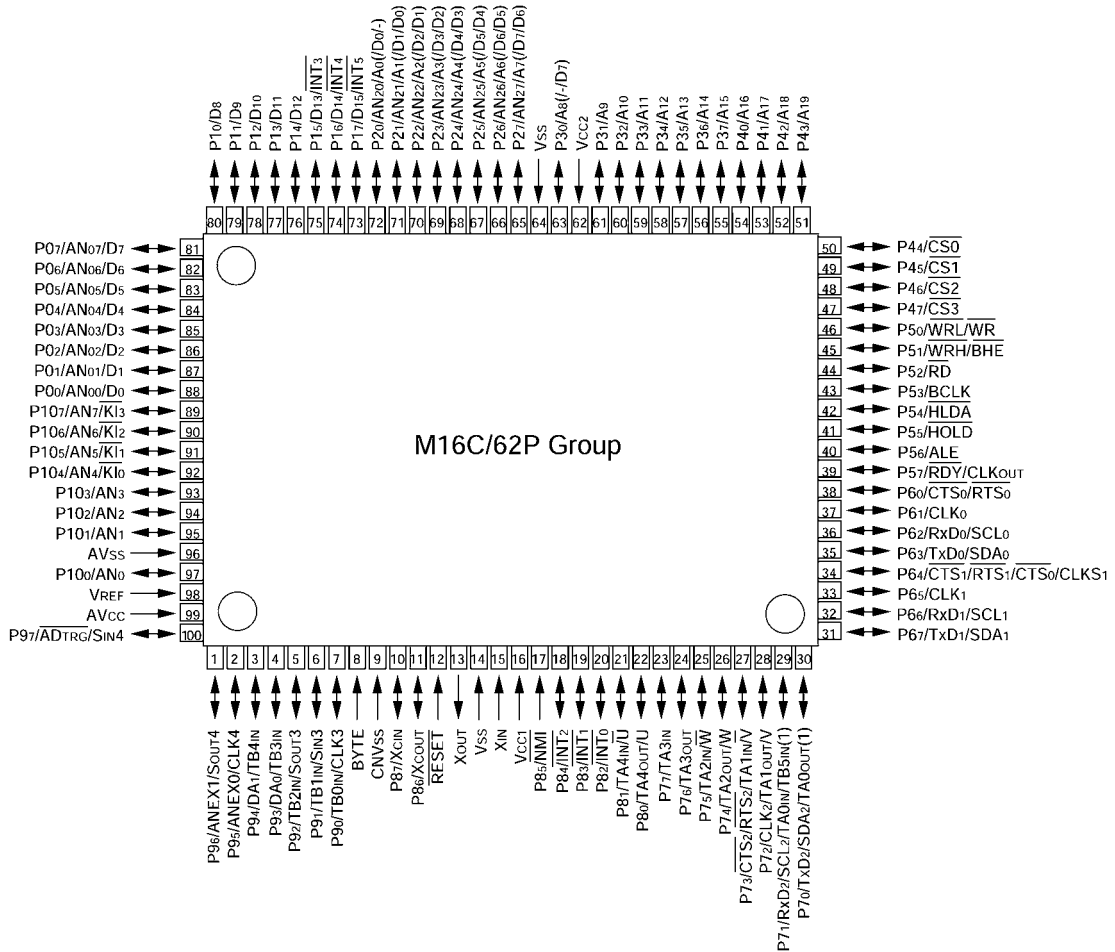 P10/D8
P11/D9
P12/D10
P13/D11
P14/D12
P15/D13/INT3
P16/D14/INT4
P17/D15/INT5
P20/AN20/A0(/D0/-)
P21/AN21/A1(/D1/D0)
P22/AN22/A2(/D2/D1)
P23/AN23/A3(/D3/D2)
P24/AN24/A4(/D4/D3)
P25/AN25/A5(/D5/D4)
P26/AN26/A6(/D6/D5)
P27/AN27/A7(/D7/D6)
VSS
P30/A8(/-/D7)
VCC2
P31/A9
P32/A10
P33/A11
P34/A12
P35/A13
P36/A14
P37/A15
P40/A16
P41/A17
P42/A18
P43/A19
80 79 78 77 76 75 74 73 72 71 70 69 68 67 66 65 64 63 62 61 60 59 58 57 56 55 54 53 52 51
P07/AN07/D7 81
P06/AN06/D6 82
P05/AN05/D5 83
P04/AN04/D4 84
P03/AN03/D3 85
P02/AN02/D2 86
P01/AN01/D1 87
P00/AN00/D0 88
P107/AN7/KI3 89
P106/AN6/KI2 90
P105/AN5/KI1 91
P104/AN4/KI0 92
P103/AN3 93
P102/AN2 94
P101/AN1 95
AVSS 96
P100/AN0 97
VREF 98
AVCC 99
P97/ADTRG/SIN4 100
M16C/62P Group
50 P44/CS0
49 P45/CS1
48 P46/CS2
47 P47/CS3
46 P50/WRL/WR
45 P51/WRH/BHE
44 P52/RD
43 P53/BCLK
42 P54/HLDA
41 P55/HOLD
40 P56/ALE
39 P57/RDY/CLKOUT
38 P60/CTS0/RTS0
37 P61/CLK0
36 P62/RxD0/SCL0
35 P63/TxD0/SDA0
34 P64/CTS1/RTS1/CTS0/CLKS1
33 P65/CLK1
32 P66/RxD1/SCL1
31 P67/TxD1/SDA1
1 2 3 4 5 6 7 8 9 10 11 12 13 14 15 16 17 18 19 20 21 22 23 24 25 26 27 28 29 30
P96/ANEX1/SOUT4
P95/ANEX0/CLK4
P94/DA1/TB4IN
P93/DA0/TB3IN
P92/TB2IN/SOUT3
P91/TB1IN/SIN3
P90/TB0IN/CLK3
BYTE
CNVSS
P87/XCIN
P86/XCOUT
RESET
XOUT
VSS
XIN
VCC1
P85/NMI
P84/INT2
P83/INT1
P82/INT0
P81/TA4IN/U
P80/TA4OUT/U
P77/TA3IN
P76/TA3OUT
P75/TA2IN/W
P74/TA2OUT/W
P73/CTS2/RTS2/TA1IN/V
P72/CLK2/TA1OUT/V
P71/RxD2/SCL2/TA0IN/TB5IN(1)
P70/TxD2/SDA2/TA0OUT(1)